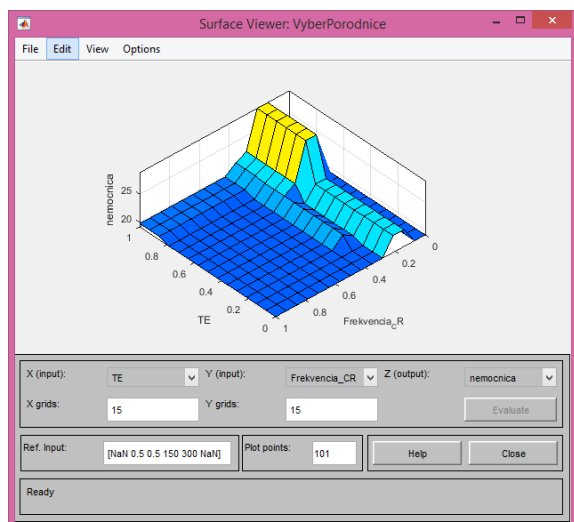 Surface Viewer: VyberPorodnice
File Edit View Options
25
20
nemocnica
1
0.8
0.6
0.4
0.2
0
TE
1
0.8
0.6
0.4
0.2
0
Frekvencia_CR
X (input): TE Y (input): Frekvencia_CR Z (output): nemocnica
X grids: 15 Y grids: 15 Evaluate
Ref. Input: [NaN 0.5 0.5 150 300 NaN] Plot points: 101 Help Close
Ready